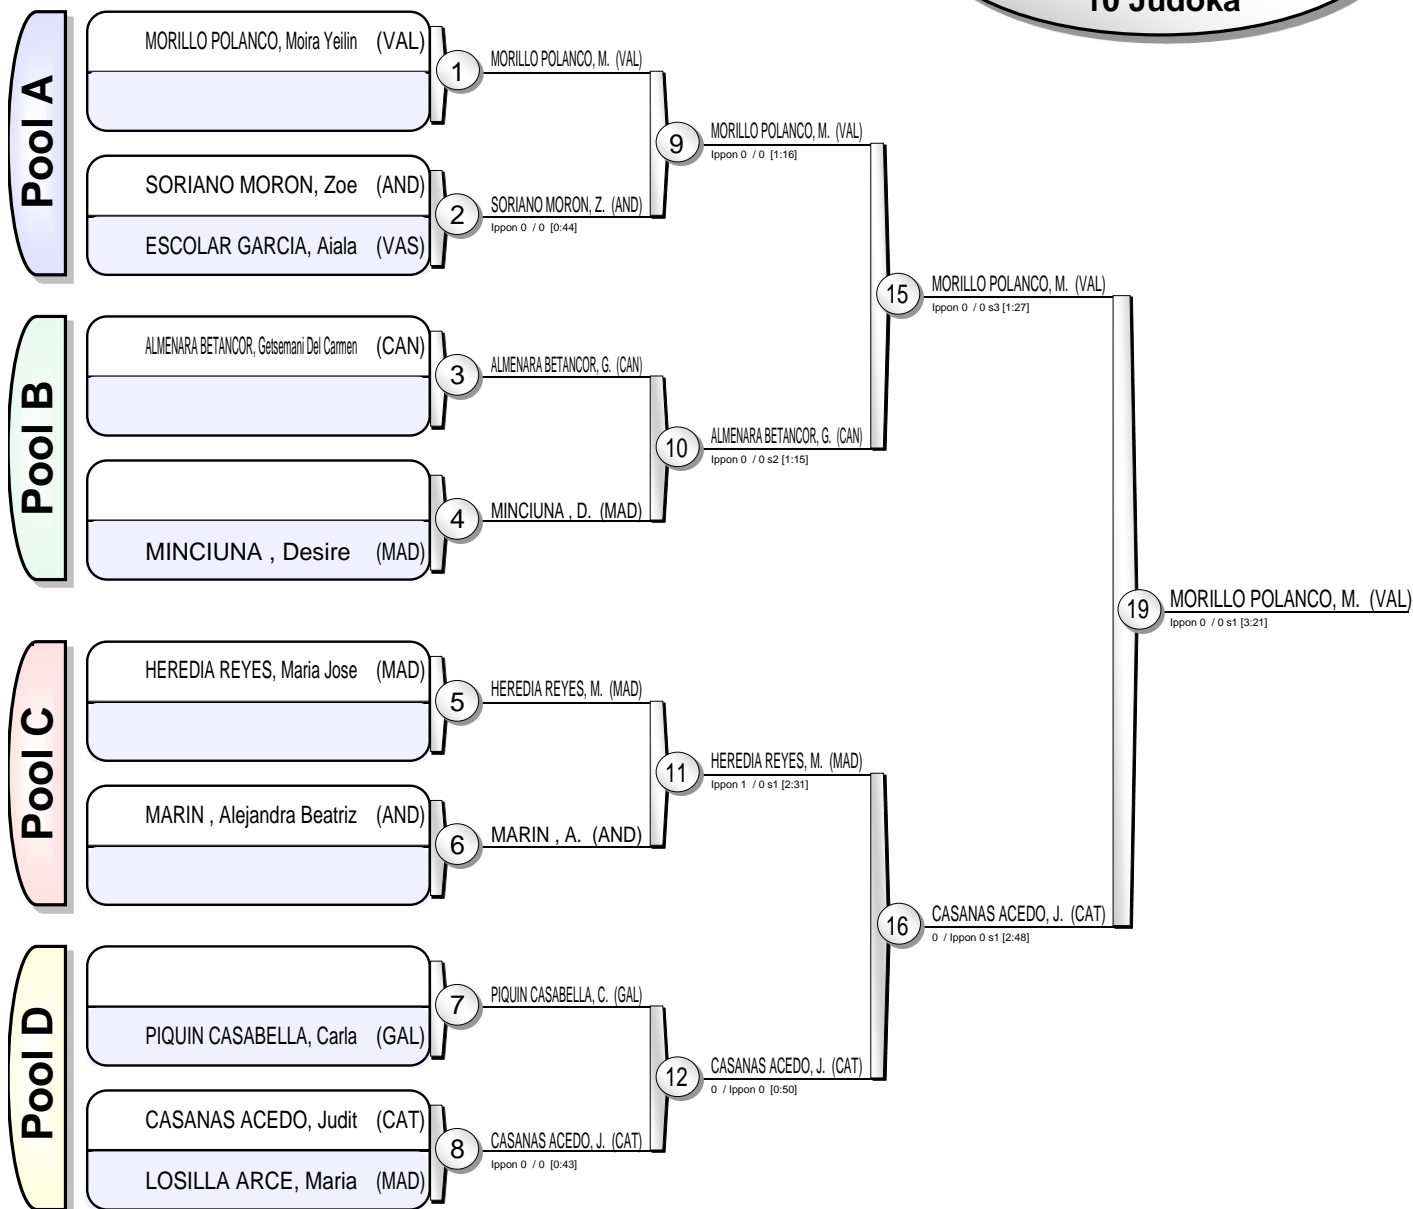 10 Judoka
Pool A
MORILLO POLANCO, Moira Yeilin (VAL)
1
MORILLO POLANCO, M. (VAL)
SORIANO MORON, Zoe (AND)
ESCOLAR GARCIA, Aiala (VAS)
2
SORIANO MORON, Z. (AND)
Ippon 0 / 0 [0:44]
9
MORILLO POLANCO, M. (VAL)
Ippon 0 / 0 [1:16]
Pool B
ALMENARA BETANCOR, Getsemani Del Carmen (CAN)
3
ALMENARA BETANCOR, G. (CAN)
MINCIUNA , Desire (MAD)
4
MINCIUNA , D. (MAD)
10
ALMENARA BETANCOR, G. (CAN)
Ippon 0 / 0 s2 [1:15]
15
MORILLO POLANCO, M. (VAL)
Ippon 0 / 0 s3 [1:27]
Pool C
HEREDIA REYES, Maria Jose (MAD)
5
HEREDIA REYES, M. (MAD)
MARIN , Alejandra Beatriz (AND)
6
MARIN , A. (AND)
11
HEREDIA REYES, M. (MAD)
Ippon 1 / 0 s1 [2:31]
Pool D
PIQUIN CASABELLA, Carla (GAL)
7
PIQUIN CASABELLA, C. (GAL)
CASANAS ACEDO, Judit (CAT)
LOSILLA ARCE, Maria (MAD)
8
CASANAS ACEDO, J. (CAT)
Ippon 0 / 0 [0:43]
12
CASANAS ACEDO, J. (CAT)
0 / Ippon 0 [0:50]
16
CASANAS ACEDO, J. (CAT)
0 / Ippon 0 s1 [2:48]
19
MORILLO POLANCO, M. (VAL)
Ippon 0 / 0 s1 [3:21]